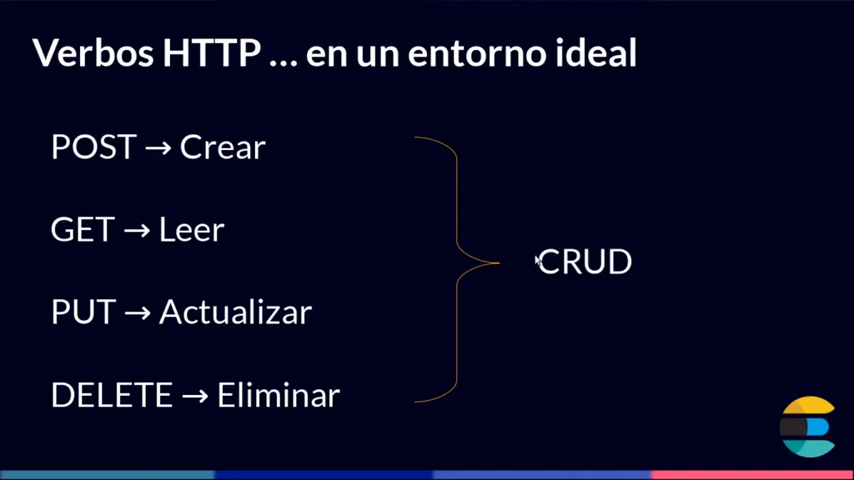 Verbos HTTP ... en un entorno ideal
POST → Crear
GET → Leer
PUT → Actualizar
DELETE → Eliminar
CRUD